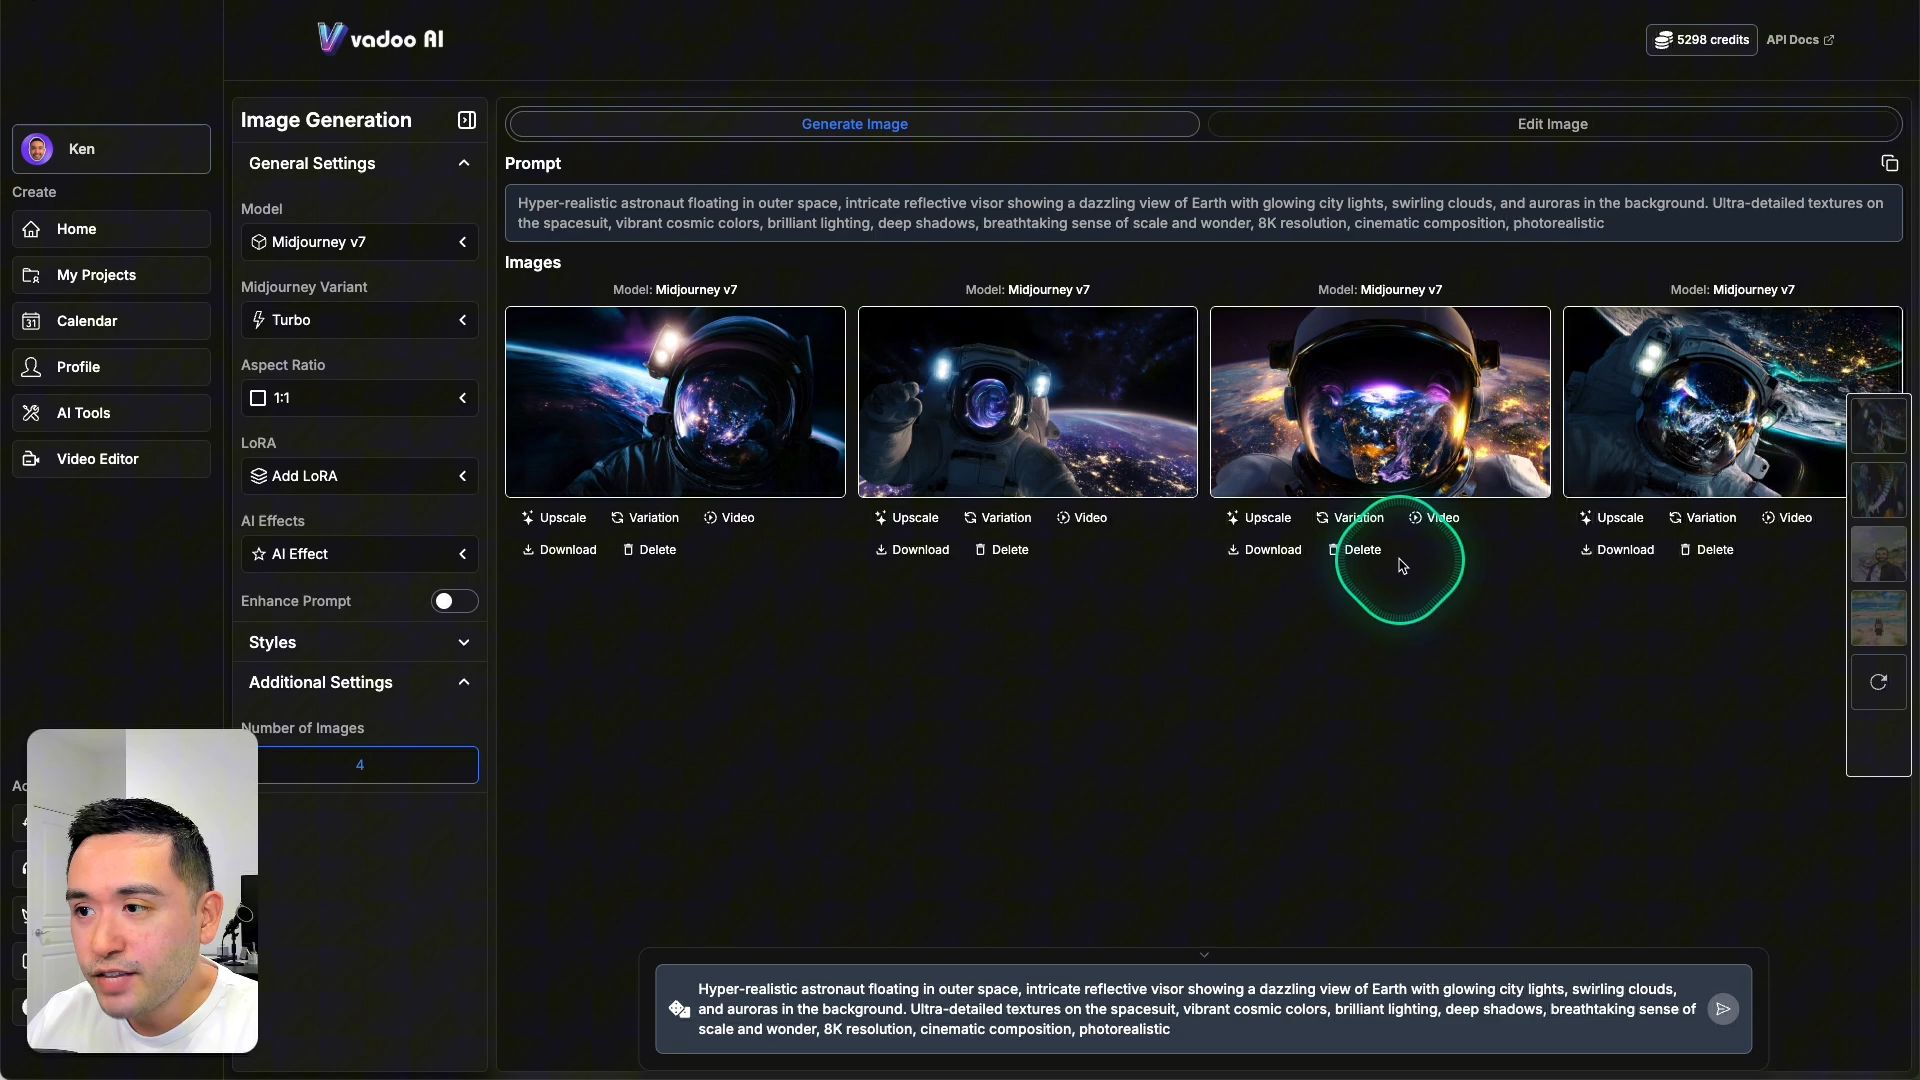 vadoo AI
5298 credits
API Docs
Ken
Create
Home
My Projects
31 Calendar
Profile
AI Tools
Video Editor
Image Generation
General Settings
Model
Midjourney v7
Midjourney Variant
Turbo
Aspect Ratio
1:1
LoRA
Add LoRA
AI Effects
AI Effect
Enhance Prompt
Styles
Additional Settings
Number of Images
4
Generate Image
Edit Image
Prompt
Hyper-realistic astronaut floating in outer space, intricate reflective visor showing a dazzling view of Earth with glowing city lights, swirling clouds, and auroras in the background. Ultra-detailed textures on
the spacesuit, vibrant cosmic colors, brilliant lighting, deep shadows, breathtaking sense of scale and wonder, 8K resolution, cinematic composition, photorealistic
Images
Model: Midjourney v7
Model: Midjourney v7
Model: Midjourney v7
Model: Midjourney v7
Upscale Variation Video
Download Delete
Upscale Variation Video
Download Delete
Upscale Variation Video
Download Delete
Upscale Variation Video
Download Delete
Hyper-realistic astronaut floating in outer space, intricate reflective visor showing a dazzling view of Earth with glowing city lights, swirling clouds,
and auroras in the background. Ultra-detailed textures on the spacesuit, vibrant cosmic colors, brilliant lighting, deep shadows, breathtaking sense of
scale and wonder, 8K resolution, cinematic composition, photorealistic